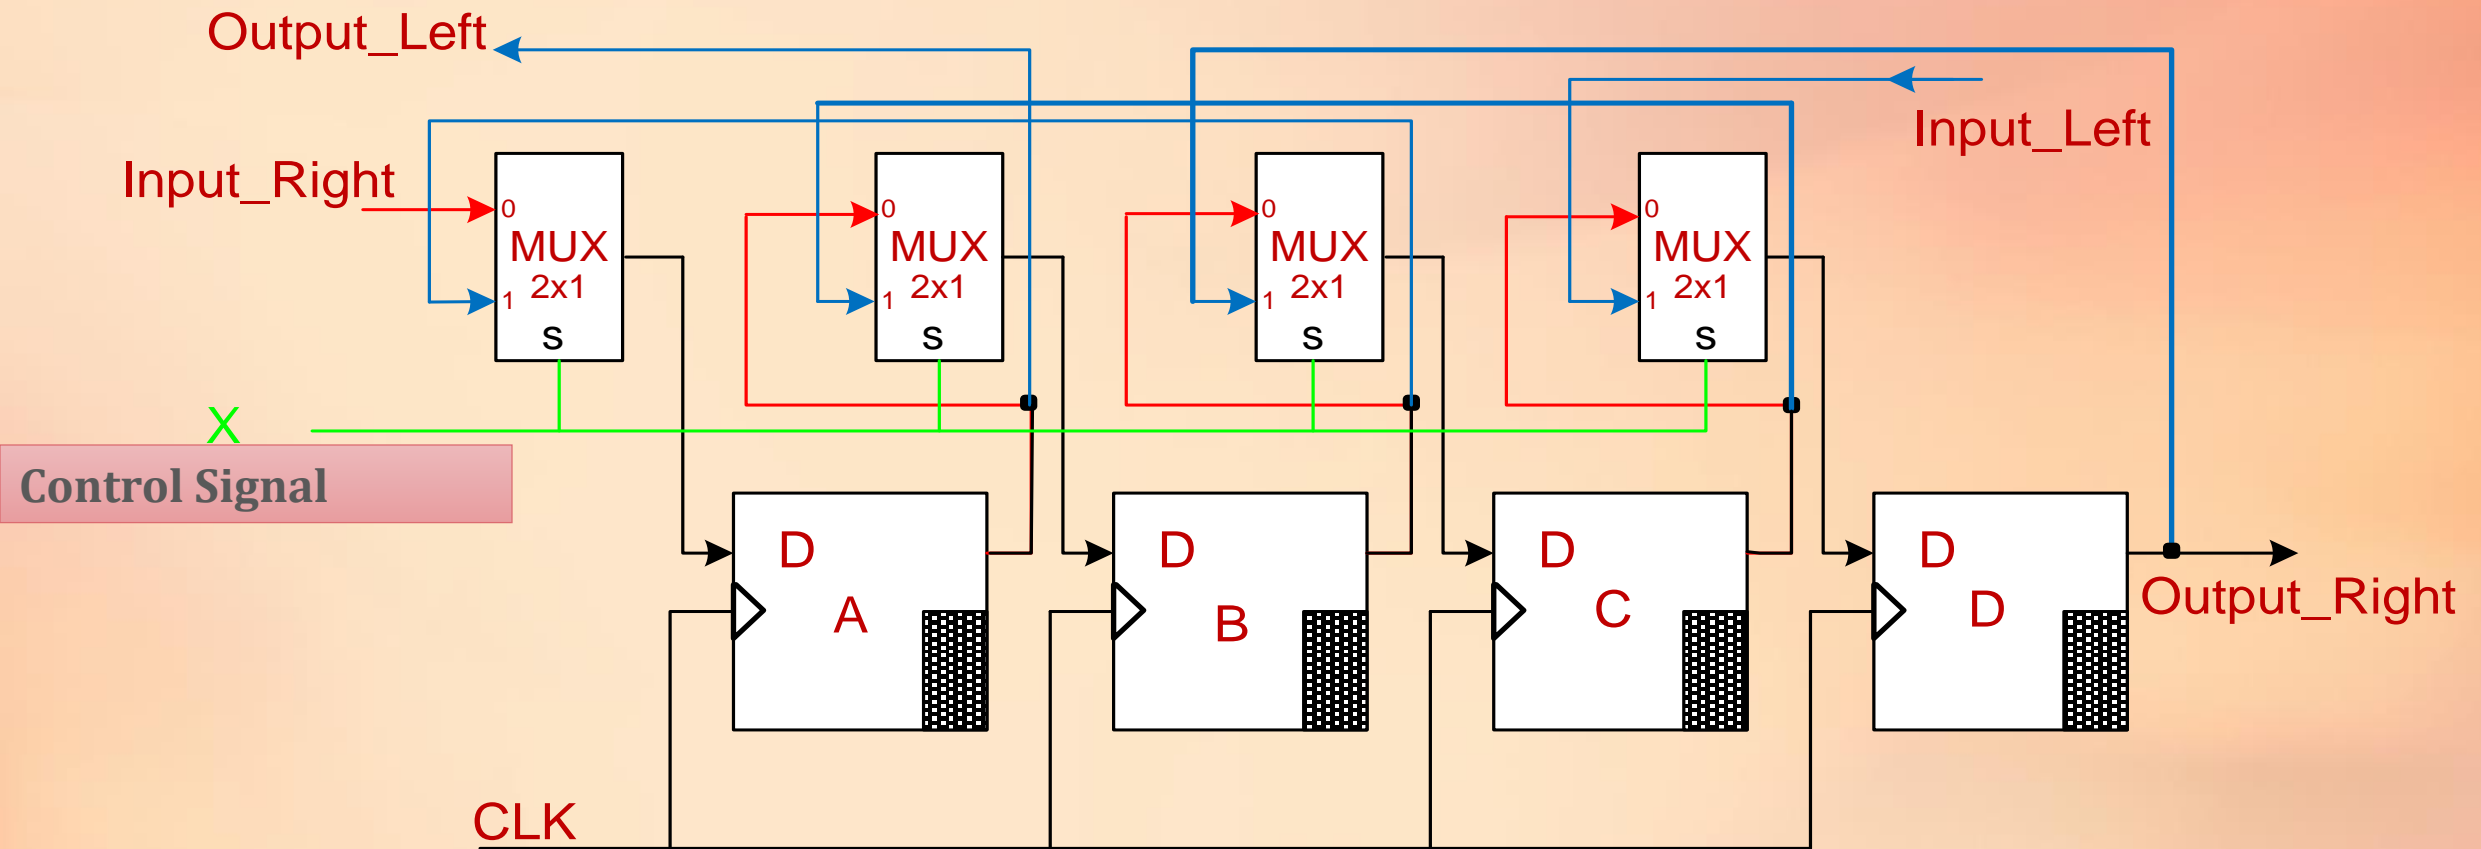 Output_Left
Input_Left
Input_Right
0
MUX
2x1
1
s
0
MUX
2x1
1
s
0
MUX
2x1
1
s
0
MUX
2x1
1
s
X
Control Signal
D
A
D
B
D
C
D
D
Output_Right
CLK